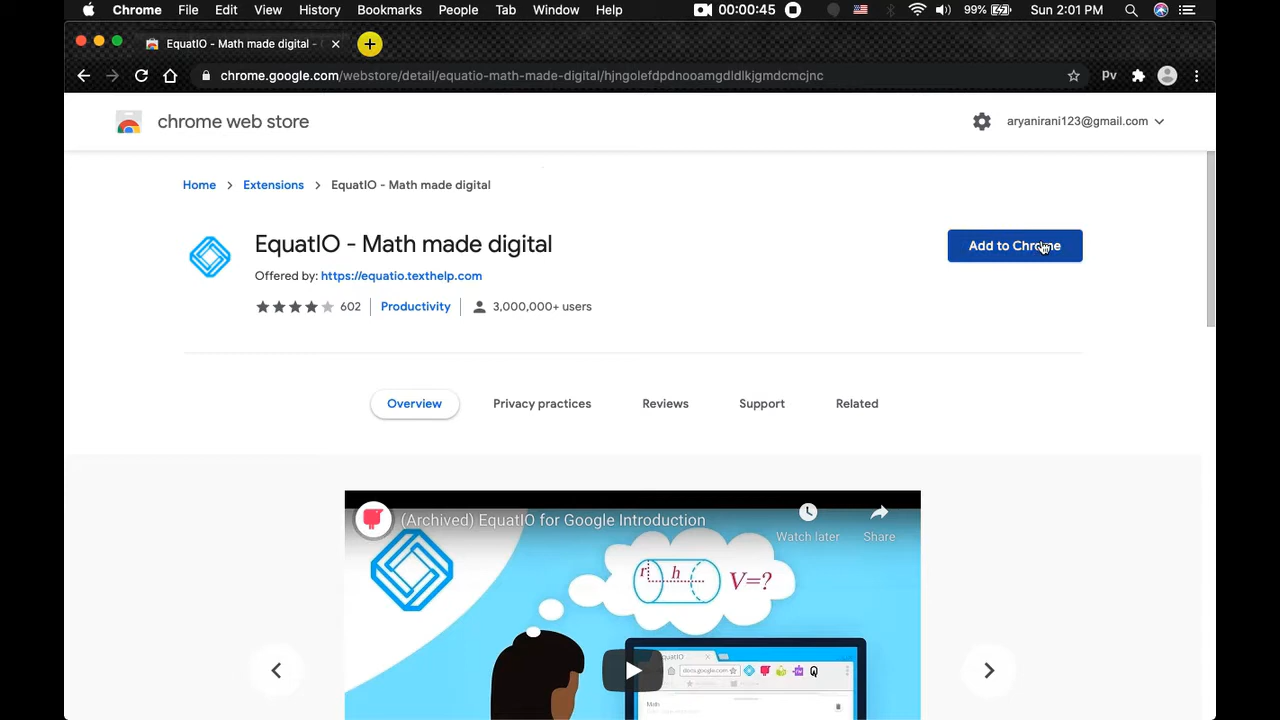 Chrome File Edit View History Bookmarks People Tab Window Help 00:00:45 99% Sun 2:01 PM
EquatIO - Math made digital -
chrome.google.com/webstore/detail/equatio-math-made-digital/hjngolefdpdnooamgdldlkjgmdcmcjnc Pv
chrome web store aryanirani123@gmail.com
Home Extensions EquatIO - Math made digital
EquatIO - Math made digital Add to Chrome
Offered by: https://equatio.texthelp.com
602 Productivity 3,000,000+ users
Overview Privacy practices Reviews Support Related
(Archived) EquatIO for Google Introduction
Watch later Share
r h V=?
docs.google.com
Math